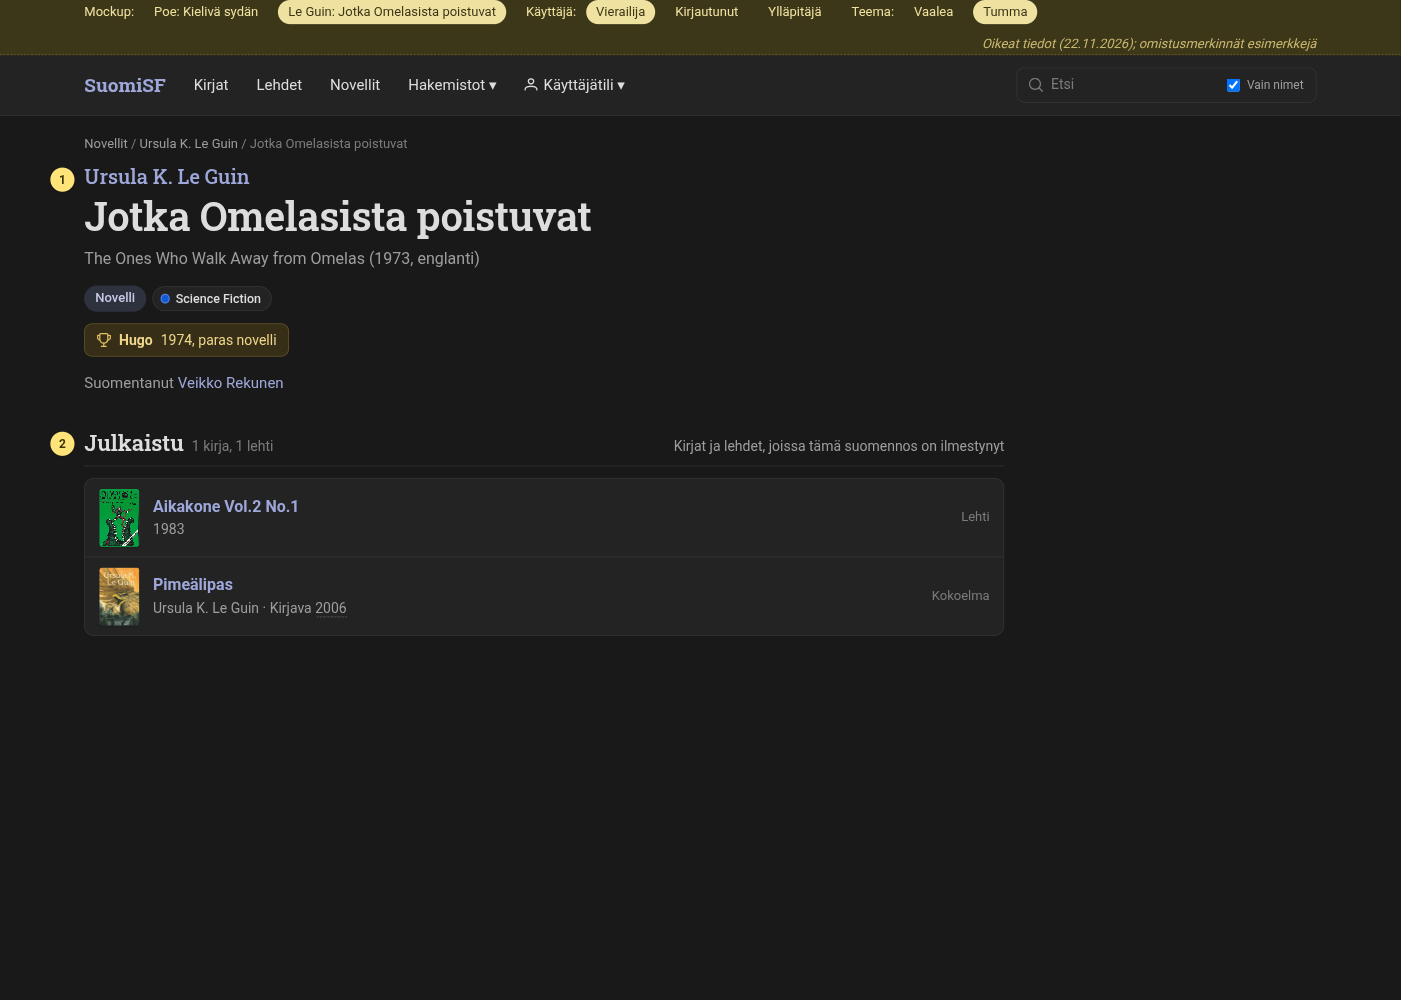 Mockup: Poe: Kielivä sydän Le Guin: Jotka Omelasista poistuvat Käyttäjä: Vierailija Kirjautunut Ylläpitäjä Teema: Vaalea Tumma
Oikeat tiedot (22.11.2026); omistusmerkinnät esimerkkejä
SuomiSF Kirjat Lehdet Novellit Hakemistot ▾ Käyttäjätili ▾ Etsi Vain nimet
Novellit / Ursula K. Le Guin / Jotka Omelasista poistuvat
1 Ursula K. Le Guin
Jotka Omelasista poistuvat
The Ones Who Walk Away from Omelas (1973, englanti)
Novelli Science Fiction
Hugo 1974, paras novelli
Suomentanut Veikko Rekunen
2 Julkaistu 1 kirja, 1 lehti Kirjat ja lehdet, joissa tämä suomennos on ilmestynyt
Aikakone Vol.2 No.1
1983
Lehti
Ursula K.
Le Guin
Pimeälipas
Ursula K. Le Guin · Kirjava 2006
Kokoelma